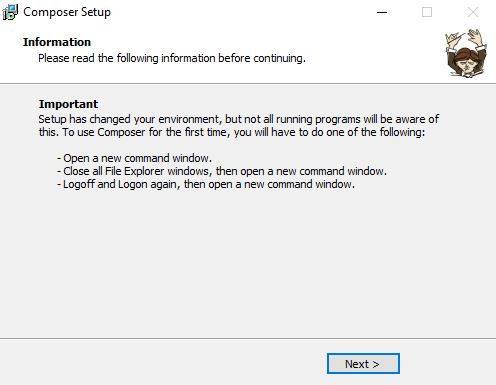 Composer Setup
Information
Please read the following information before continuing.
Important
Setup has changed your environment, but not all running programs will be aware of
this. To use Composer for the first time, you will have to do one of the following:
- Open a new command window.
- Close all File Explorer windows, then open a new command window.
- Logoff and Logon again, then open a new command window.
Next >